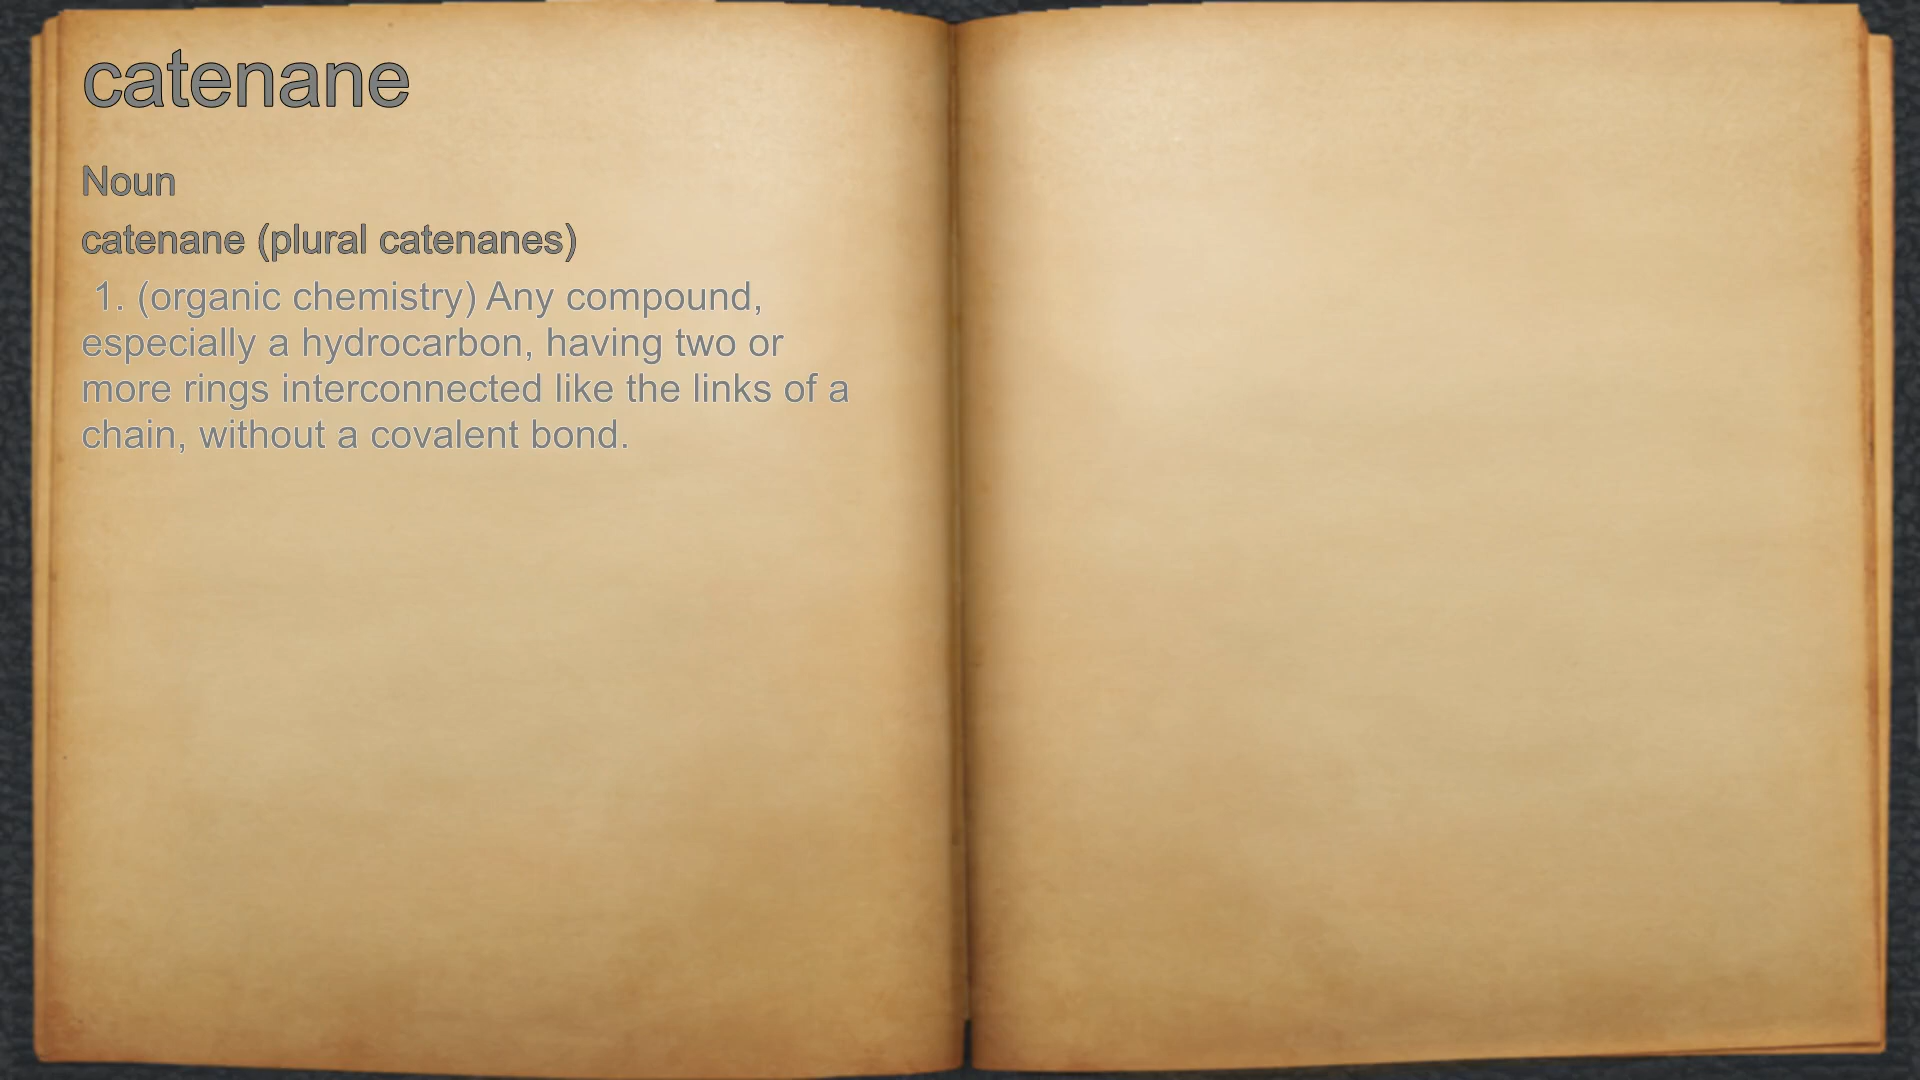 catenane
Noun
catenane (plural catenanes)
1. (organic chemistry) Any compound,
especially a hydrocarbon, having two or
more rings interconnected like the links of a
chain, without a covalent bond.